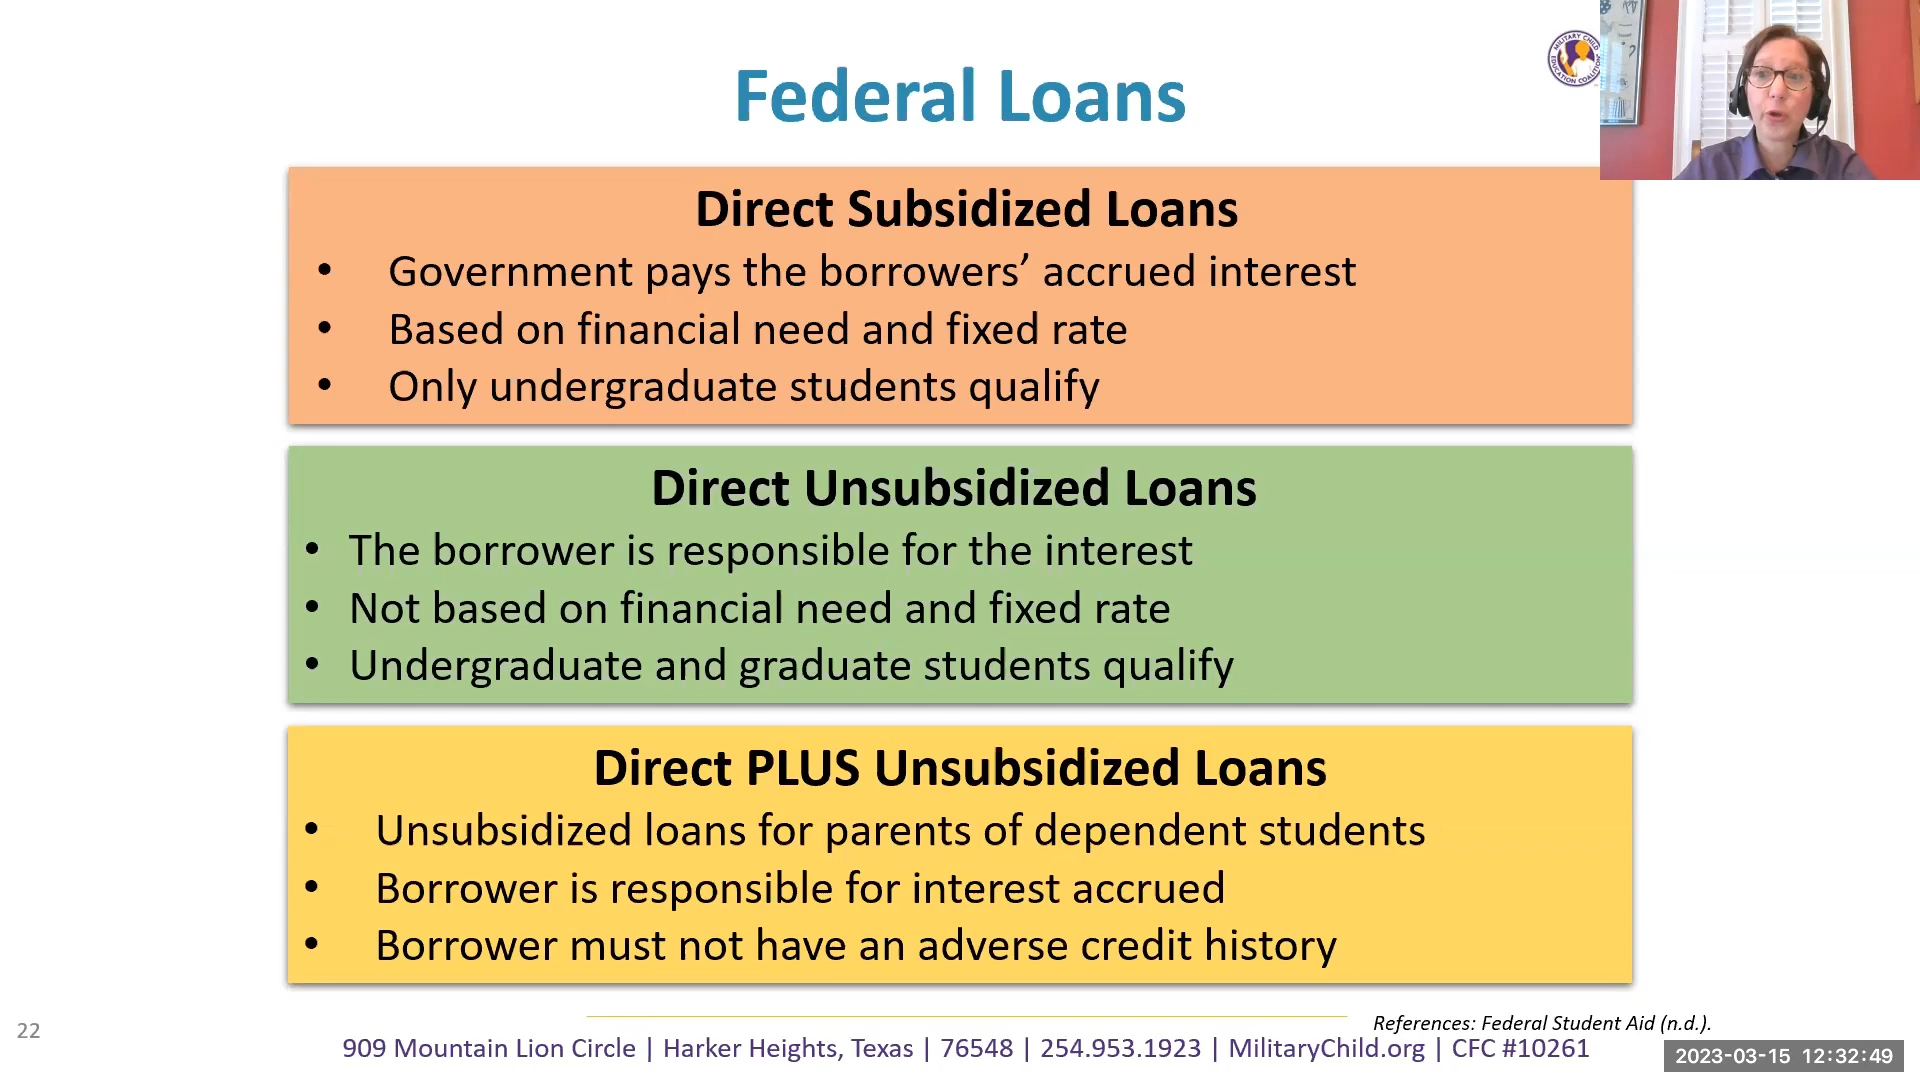 Federal Loans
MILITARY CHILD
EDUCATION COALITION
Direct Subsidized Loans
• Government pays the borrowers’ accrued interest
• Based on financial need and fixed rate
• Only undergraduate students qualify
Direct Unsubsidized Loans
• The borrower is responsible for the interest
• Not based on financial need and fixed rate
• Undergraduate and graduate students qualify
Direct PLUS Unsubsidized Loans
• Unsubsidized loans for parents of dependent students
• Borrower is responsible for interest accrued
• Borrower must not have an adverse credit history
References: Federal Student Aid (n.d.).
22
909 Mountain Lion Circle | Harker Heights, Texas | 76548 | 254.953.1923 | MilitaryChild.org | CFC #10261
2023-03-15 12:32:49